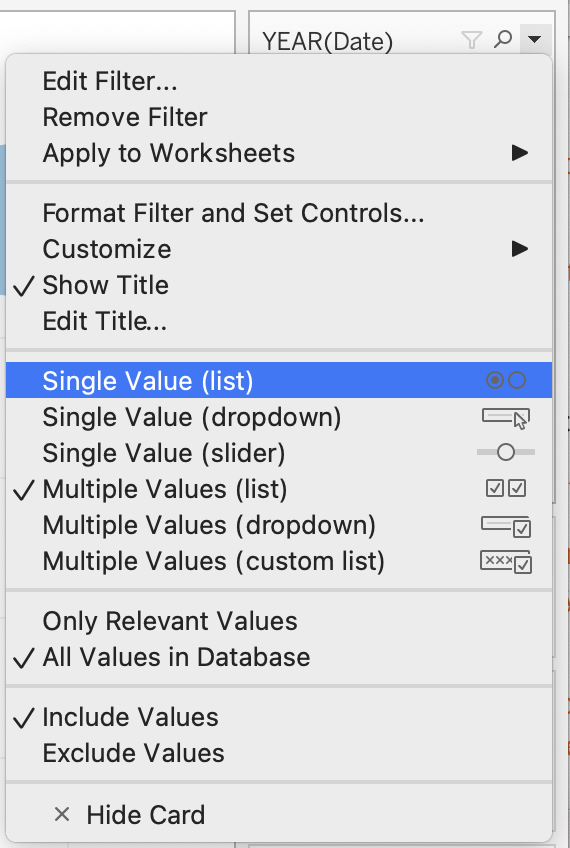 YEAR(Date)
Edit Filter...
Remove Filter
Apply to Worksheets
Format Filter and Set Controls...
Customize
Show Title
Edit Title...
Single Value (list)
Single Value (dropdown)
Single Value (slider)
Multiple Values (list)
Multiple Values (dropdown)
Multiple Values (custom list)
Only Relevant Values
All Values in Database
Include Values
Exclude Values
Hide Card